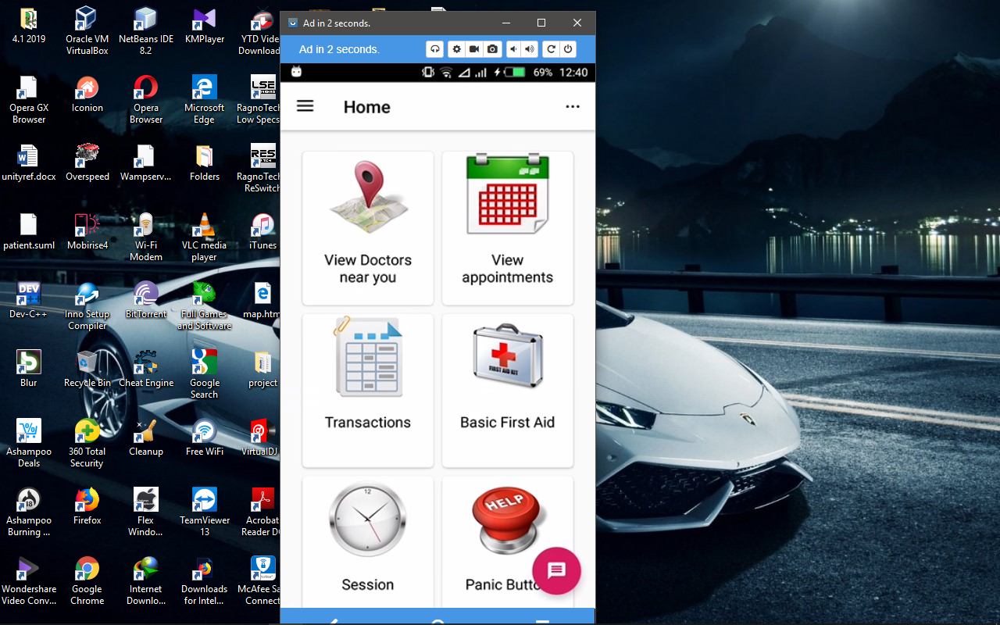 4.1 2019
Oracle VM
VirtualBox
NetBeans IDE
8.2
KMPlayer
YTD Vide
Download
Opera GX
Browser
Iconion
Opera
Browser
Microsoft
Edge
LSE
RagnoTech
Low Specs
unityref.docx
Overspeed
Wampserv...
Folders
RES
RagnoTech
ReSwitch
patient.suml
Mobirise4
Wi-Fi
Modem
VLC media
player
iTunes
DEV
Dev-C++
Inno Setup
Compiler
BitTorrent
Full Games
and Software
map.htm
Blur
Recycle Bin
Cheat Engine
Google
Search
project
Ashampoo
Deals
360 Total
Security
Cleanup
Free WiFi
VirtualDJ
18
Ashampoo
Burning ...
Firefox
Flex
Windo...
TeamViewer
13
Acrobat
Reader D
Wondershare
Video Conv...
Google
Chrome
Internet
Downlo...
Downloads
for Intel...
McAfee Sa
Connect
Ad in 2 seconds.
Ad in 2 seconds.
69% 12:40
Home
View Doctors
near you
View
appointments
Transactions
FIRST AID KIT
Basic First Aid
12
Session
HELP
Panic Butto